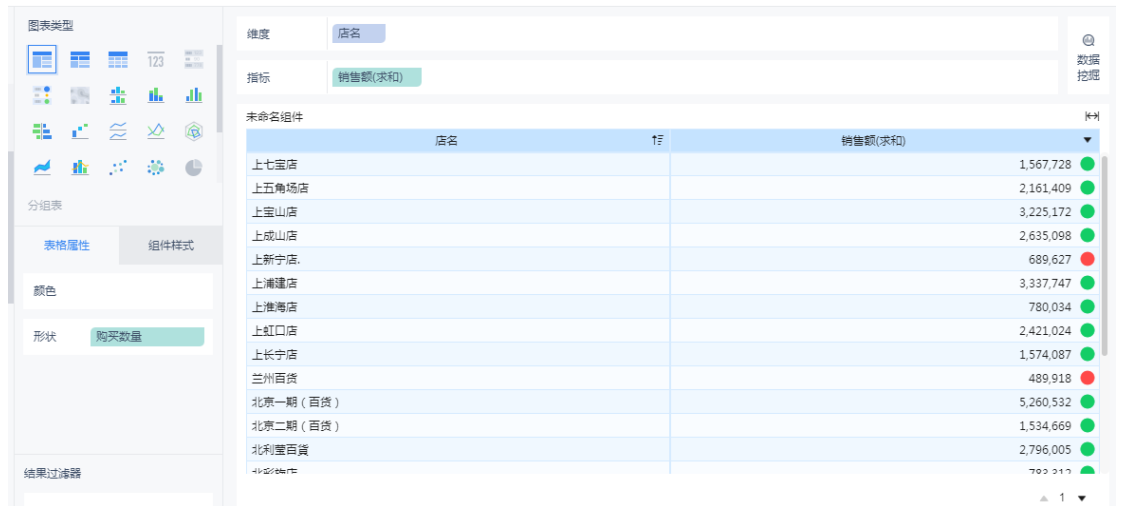 图表类型
123
分组表
表格属性 组件样式
颜色
形状 购买数量
结果过滤器
维度 店名
指标 销售额(求和)
数据
挖掘
未命名组件
店名 销售额(求和)
上七宝店 1,567,728
上五角场店 2,161,409
上宝山店 3,225,172
上成山店 2,635,098
上新宁店. 689,627
上浦建店 3,337,747
上淮海店 780,034
上虹口店 2,421,024
上长宁店 1,574,087
兰州百货 489,918
北京一期（百货） 5,260,532
北京二期（百货） 1,534,669
北利莹百貨 2,796,005
1